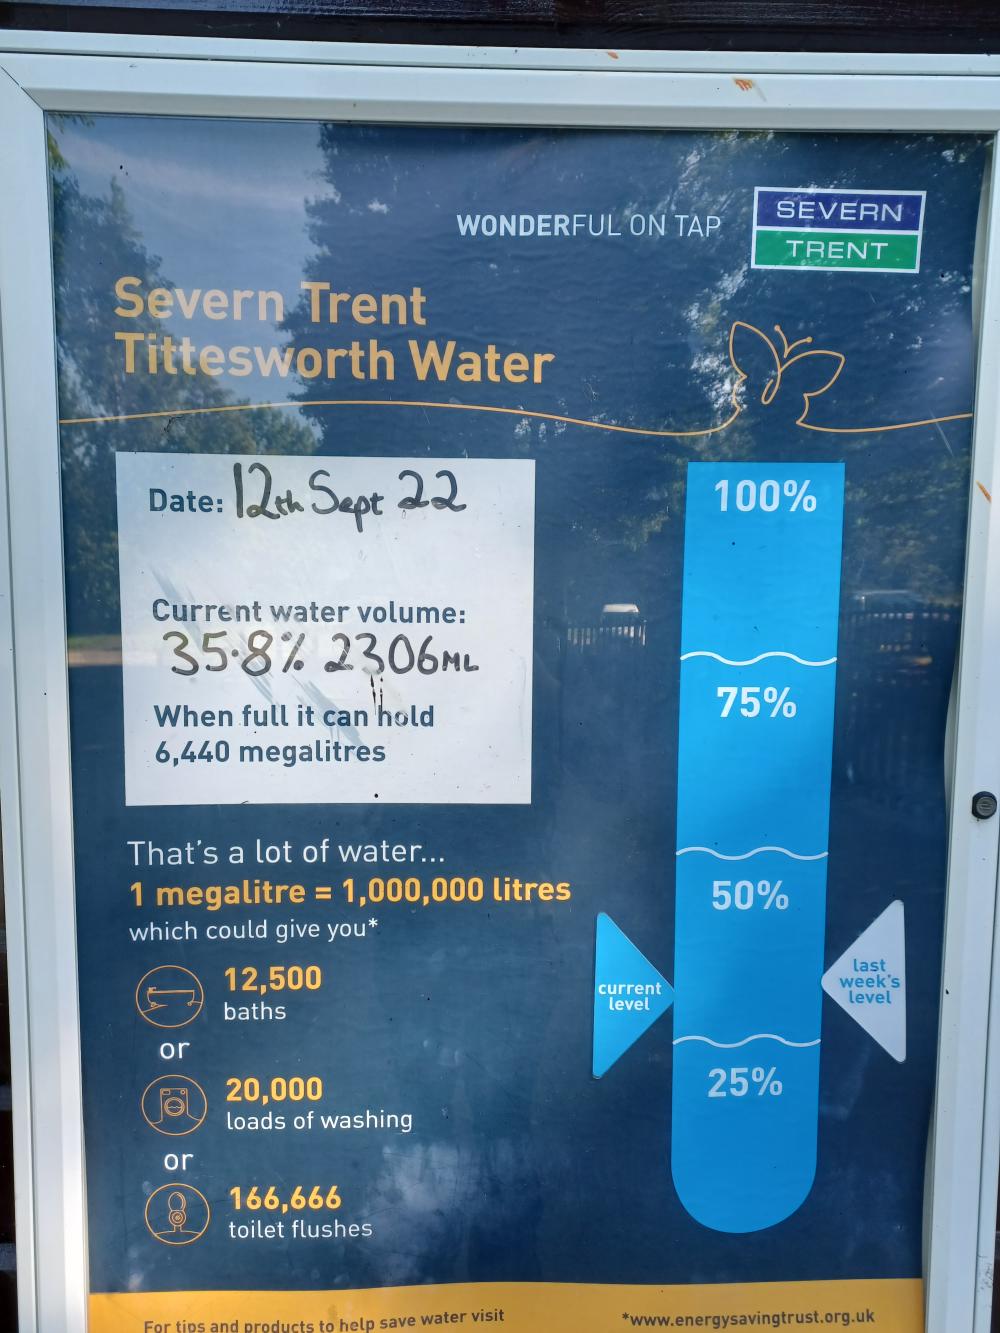 WONDERFUL ON TAP
SEVERN
TRENT
Severn Trent
Tittesworth Water
Date: 12th Sept 22
Current water volume:
35.8% 2306ML
When full it can hold
6,440 megalitres
That's a lot of water...
1 megalitre = 1,000,000 litres
which could give you*
12,500
baths
or
20,000
loads of washing
or
166,666
toilet flushes
100%
75%
50%
25%
current
level
last
week's
level
For tips and products to help save water visit
*www.energysavingtrust.org.uk